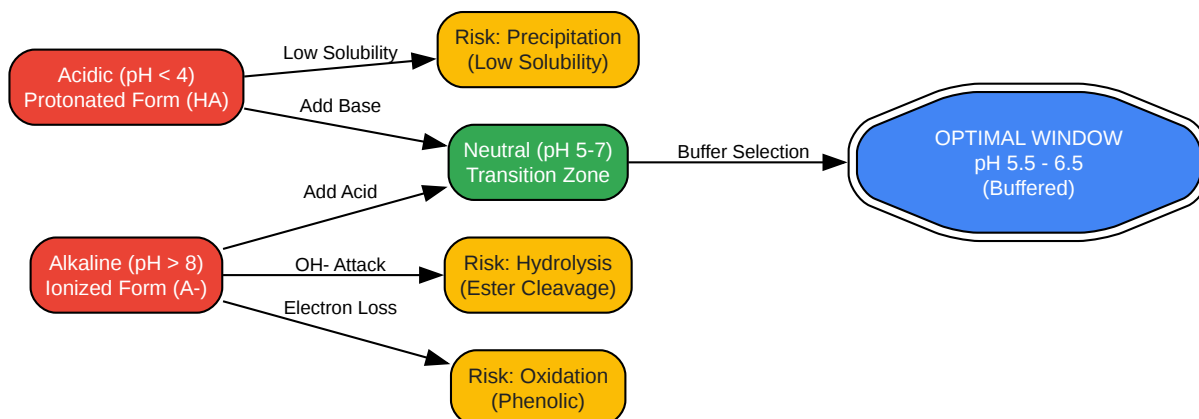 Acidic (pH < 4)
Protonated Form (HA)
Low Solubility
Risk: Precipitation
(Low Solubility)
Add Base
Neutral (pH 5-7)
Transition Zone
Buffer Selection
OPTIMAL WINDOW
pH 5.5 - 6.5
(Buffered)
Add Acid
Alkaline (pH > 8)
Ionized Form (A-)
OH- Attack
Risk: Hydrolysis
(Ester Cleavage)
Electron Loss
Risk: Oxidation
(Phenolic)